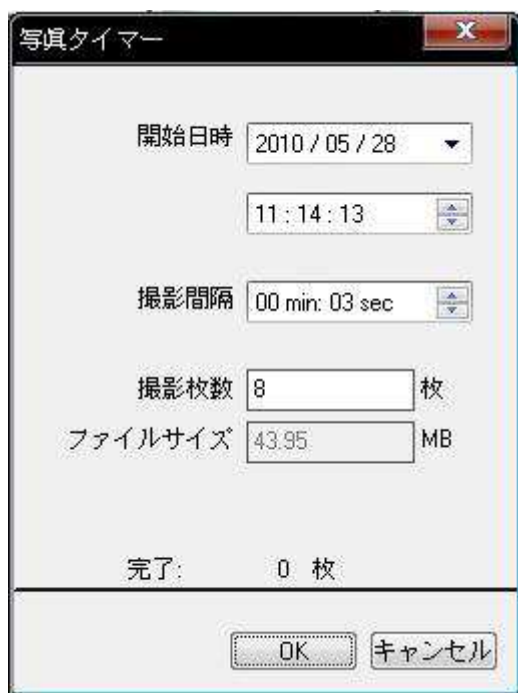 写眞タイマー
開始日時 2010 / 05 / 28
11 : 14 : 13
撮影間隔 00 min: 03 sec
撮影枚数 8 枚
ファイルサイズ 43.95 MB
完了: 0 枚
OK キャンセル